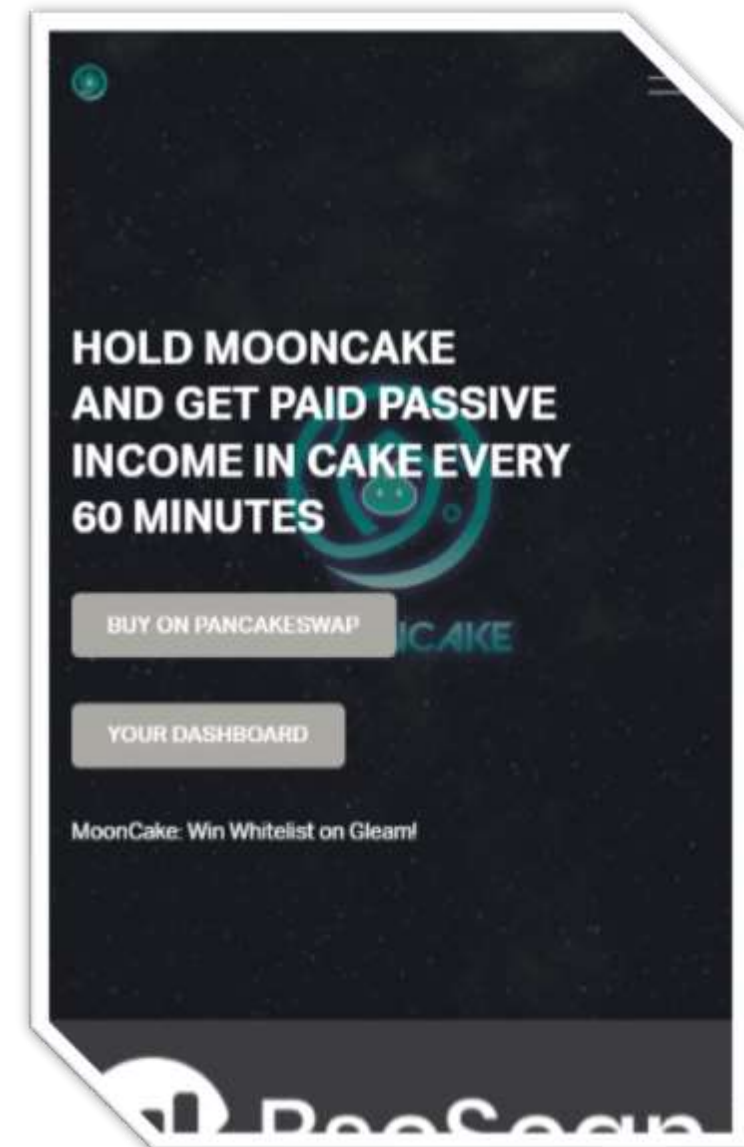 HOLD MOONCAKE
AND GET PAID PASSIVE
INCOME IN CAKE EVERY
60 MINUTES
BUY ON PANCAKESWAP
YOUR DASHBOARD
MoonCake: Win Whitelist on Gleam!